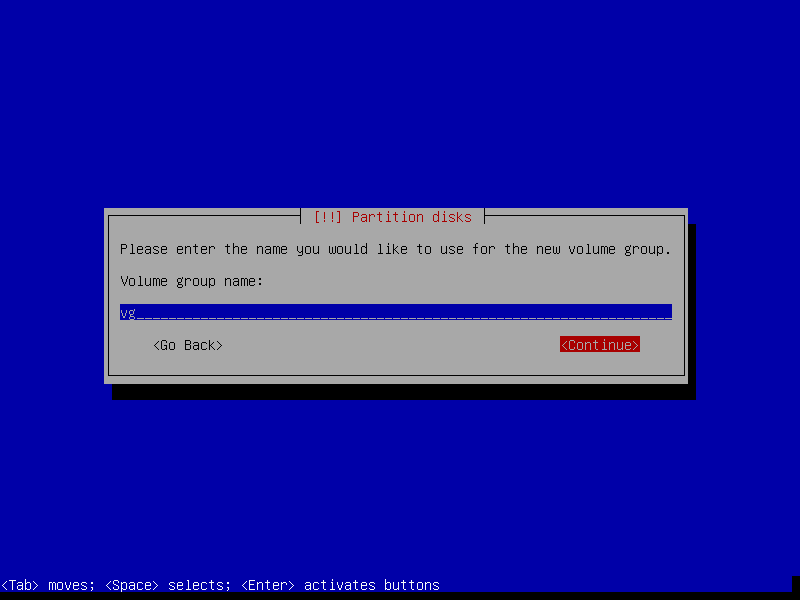 [!!] Partition disks
Please enter the name you would like to use for the new volume group.
Volume group name:
vg
<Go Back> <Continue>
<Tab> moves; <Space> selects; <Enter> activates buttons